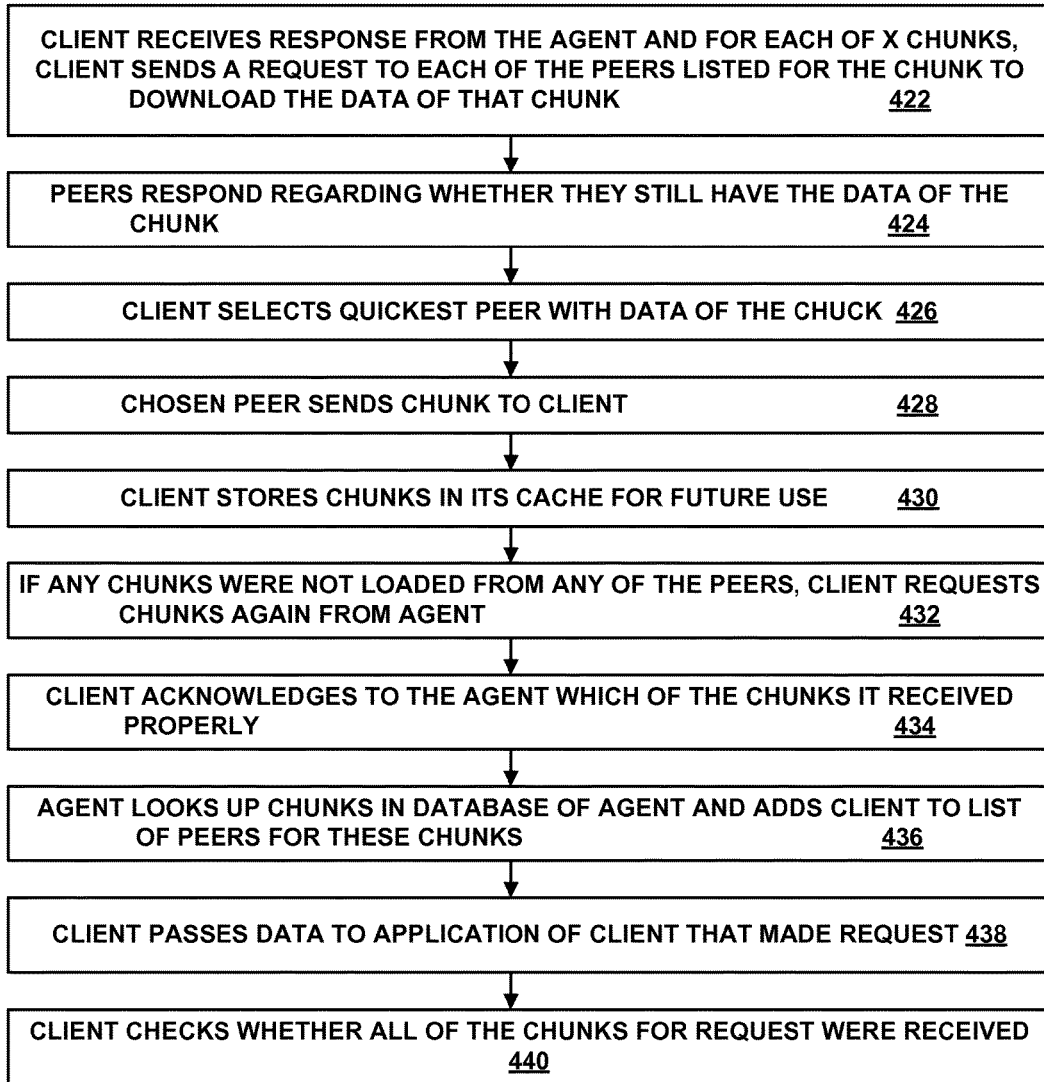 CLIENT RECEIVES RESPONSE FROM THE AGENT AND FOR EACH OF X CHUNKS,
CLIENT SENDS A REQUEST TO EACH OF THE PEERS LISTED FOR THE CHUNK TO
DOWNLOAD THE DATA OF THAT CHUNK 422
PEERS RESPOND REGARDING WHETHER THEY STILL HAVE THE DATA OF THE
CHUNK 424
CLIENT SELECTS QUICKEST PEER WITH DATA OF THE CHUCK 426
CHOSEN PEER SENDS CHUNK TO CLIENT 428
CLIENT STORES CHUNKS IN ITS CACHE FOR FUTURE USE 430
IF ANY CHUNKS WERE NOT LOADED FROM ANY OF THE PEERS, CLIENT REQUESTS
CHUNKS AGAIN FROM AGENT 432
CLIENT ACKNOWLEDGES TO THE AGENT WHICH OF THE CHUNKS IT RECEIVED
PROPERLY 434
AGENT LOOKS UP CHUNKS IN DATABASE OF AGENT AND ADDS CLIENT TO LIST
OF PEERS FOR THESE CHUNKS 436
CLIENT PASSES DATA TO APPLICATION OF CLIENT THAT MADE REQUEST 438
CLIENT CHECKS WHETHER ALL OF THE CHUNKS FOR REQUEST WERE RECEIVED
440